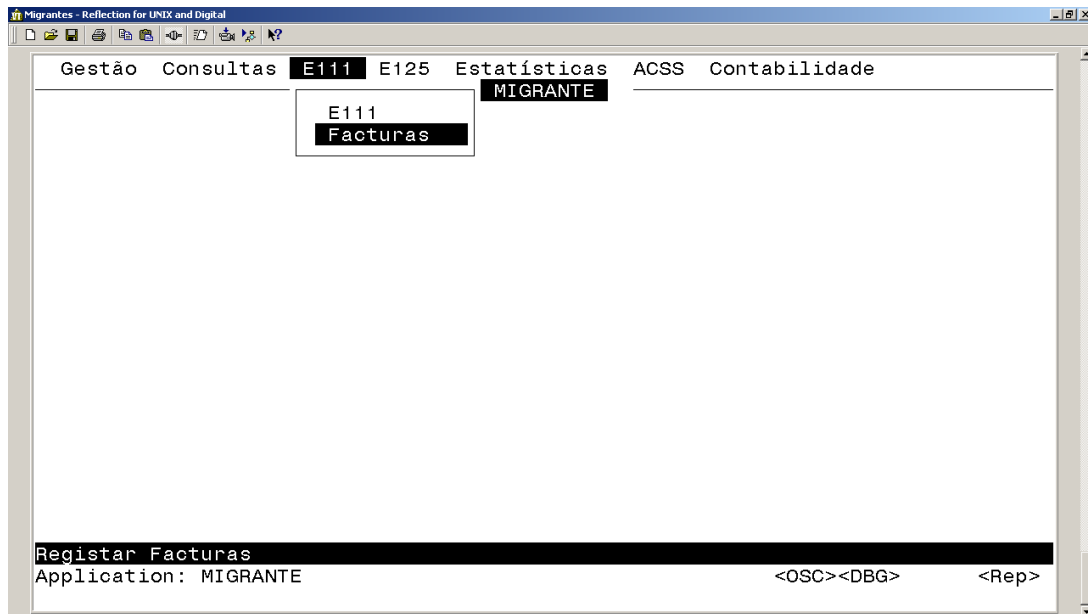 Migrantes - Reflection for UNIX and Digital
Gestão Consultas E111 E125 Estatísticas ACSS Contabilidade
MIGRANTE
E111
Facturas
Registar Facturas
Application: MIGRANTE <OSC><DBG> <Rep>